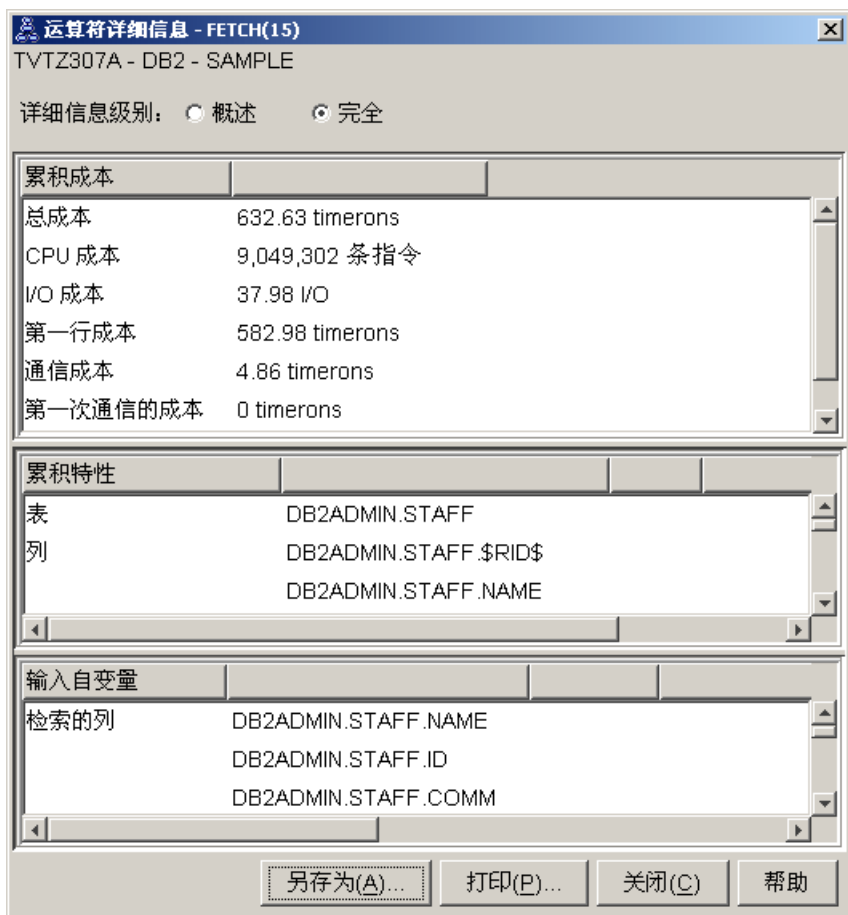 运算符详细信息 - FETCH(15)
TVTZ307A - DB2 - SAMPLE
详细信息级别： 概述 完全
累积成本
总成本 632.63 timerons
CPU 成本 9,049,302 条指令
I/O 成本 37.98 I/O
第一行成本 582.98 timerons
通信成本 4.86 timerons
第一次通信的成本 0 timerons
累积特性
表 DB2ADMIN.STAFF
列 DB2ADMIN.STAFF.$RID$
DB2ADMIN.STAFF.NAME
输入自变量
检索的列 DB2ADMIN.STAFF.NAME
DB2ADMIN.STAFF.ID
DB2ADMIN.STAFF.COMM
另存为(A)... 打印(P)... 关闭(C) 帮助